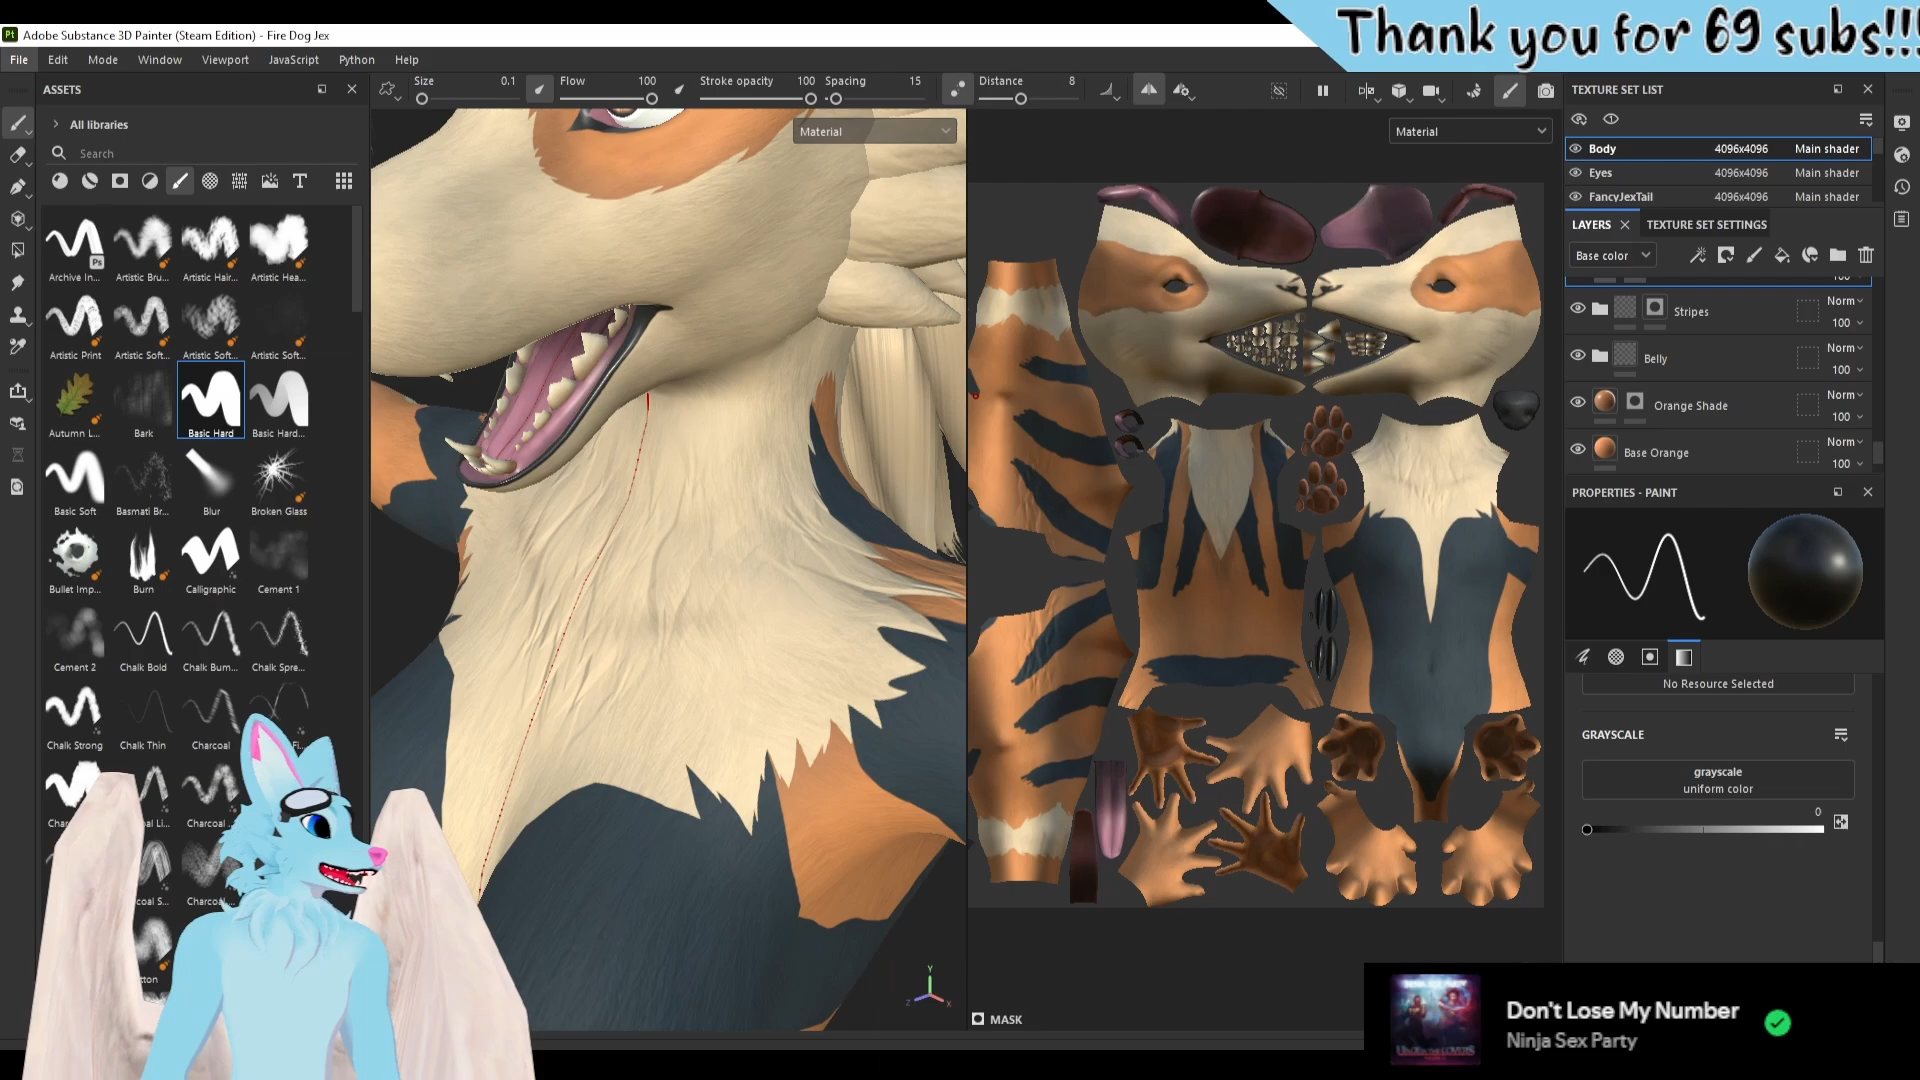 Thank you for 69 subs!!!
Adobe Substance 3D Painter (Steam Edition) - Fire Dog Jex
File Edit Mode Window Viewport JavaScript Python Help
ASSETS
All libraries
Search
Archive In...
Artistic Bru...
Artistic Hair...
Artistic Hea...
Artistic Print
Artistic Soft...
Artistic Soft...
Artistic Soft...
Autumn L...
Bark
Basic Hard
Basic Hard...
Basic Soft
Basmati Br...
Blur
Broken Glass
Bullet Imp...
Burn
Calligraphic
Cement 1
Cement 2
Chalk Bold
Chalk Bum...
Chalk Spre...
Chalk Strong
Chalk Thin
Charcoal
Size 0.1
Flow 100
Stroke opacity 100
Spacing 15
Distance 8
Material
Material
Y
Z
X
MASK
TEXTURE SET LIST
Body 4096x4096 Main shader
Eyes 4096x4096 Main shader
FancyJexTail 4096x4096 Main shader
LAYERS
TEXTURE SET SETTINGS
Base color
100
Stripes Norm
100
Belly Norm
100
Orange Shade Norm
100
Base Orange Norm
100
PROPERTIES - PAINT
No Resource Selected
GRAYSCALE
grayscale
uniform color
0
Don't Lose My Number
Ninja Sex Party